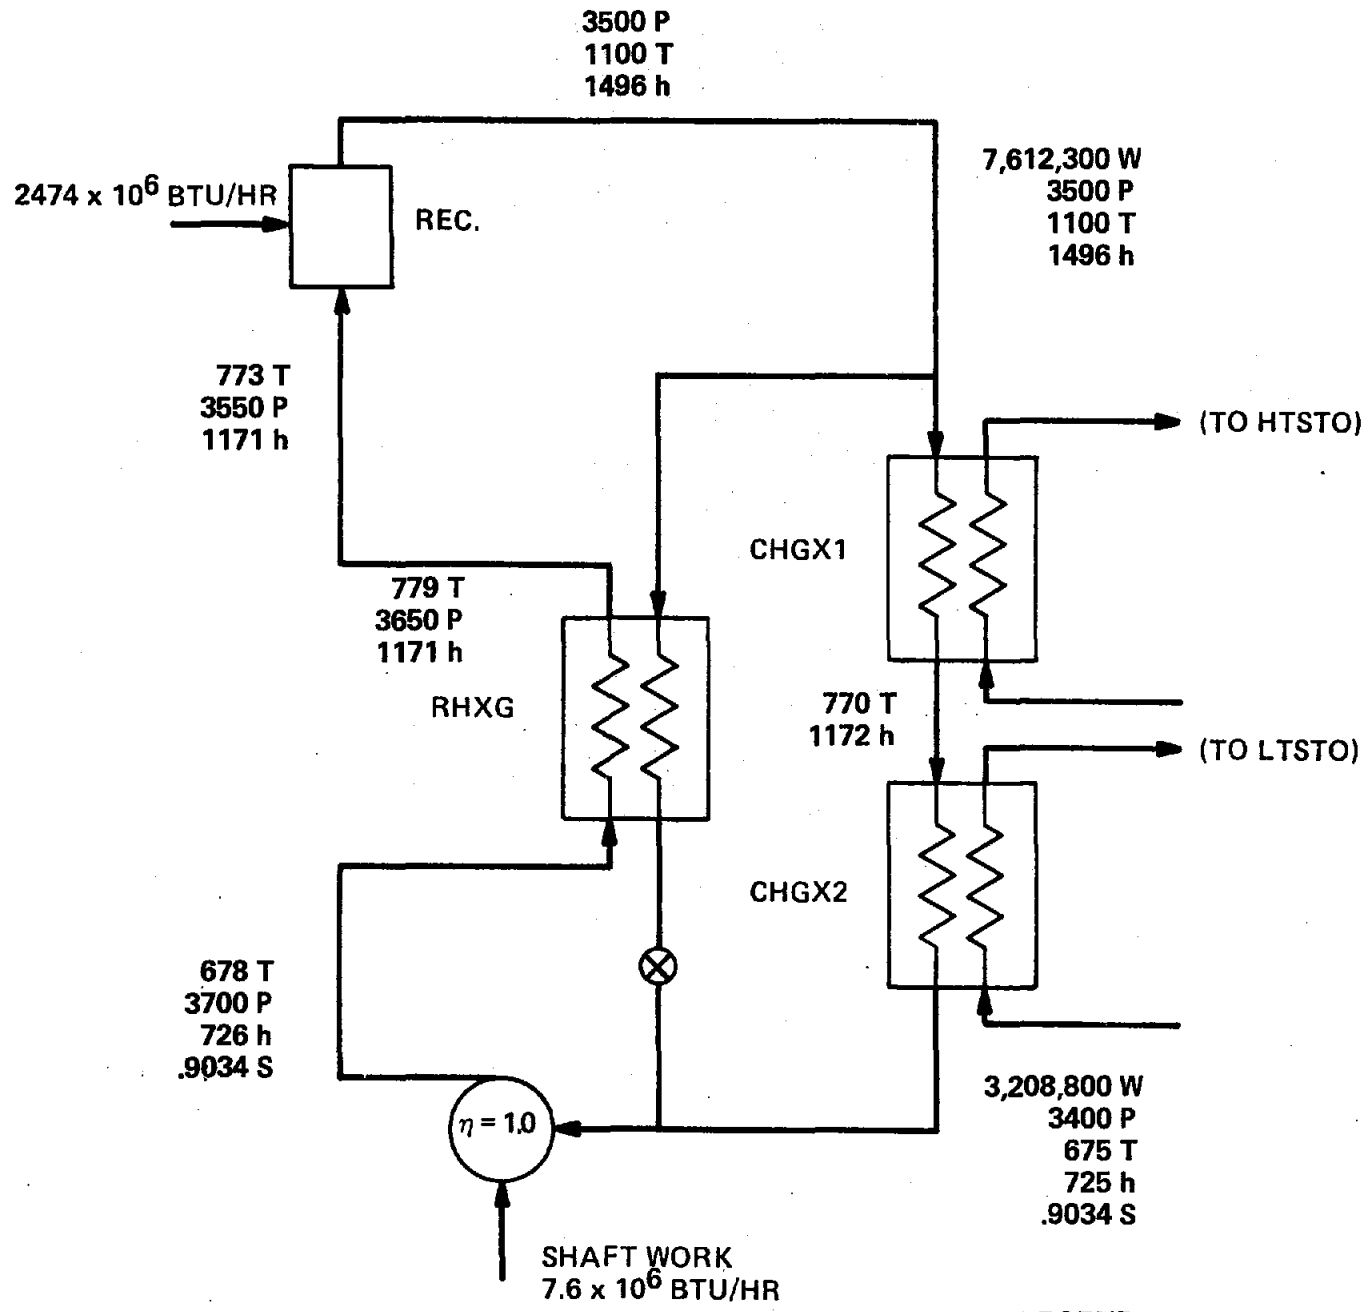 3500 P
1100 T
1496 h
7,612,300 W
3500 P
1100 T
1496 h
2474 x 10⁶ BTU/HR
REC.
773 T
3550 P
1171 h
(TO HTSTO)
CHGX1
779 T
3650 P
1171 h
RHXG
770 T
1172 h
(TO LTSTO)
CHGX2
678 T
3700 P
726 h
.9034 S
η = 1.0
3,208,800 W
3400 P
675 T
725 h
.9034 S
SHAFT WORK
7.6 x 10⁶ BTU/HR